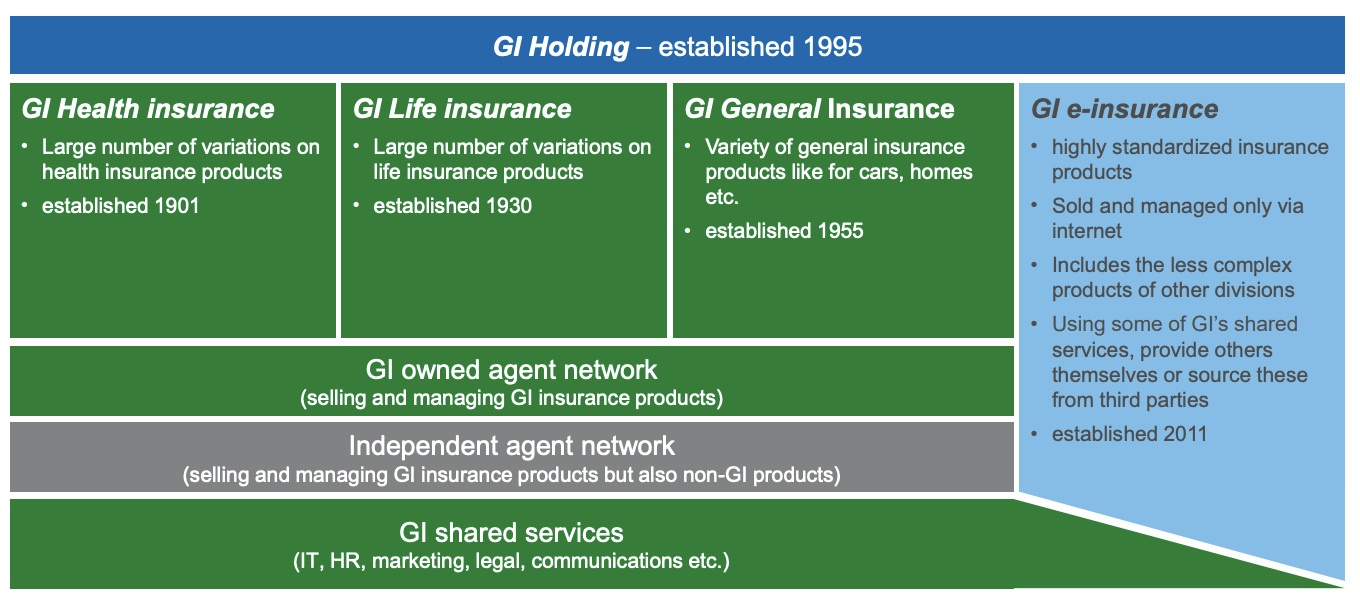 GI Holding – established 1995
GI Health insurance
• Large number of variations on
health insurance products
• established 1901
GI Life insurance
• Large number of variations on
life insurance products
• established 1930
GI General Insurance
• Variety of general insurance
products like for cars, homes
etc.
• established 1955
GI e-insurance
• highly standardized insurance
products
• Sold and managed only via
internet
• Includes the less complex
products of other divisions
• Using some of GI’s shared
services, provide others
themselves or source these
from third parties
• established 2011
GI owned agent network
(selling and managing GI insurance products)
Independent agent network
(selling and managing GI insurance products but also non-GI products)
GI shared services
(IT, HR, marketing, legal, communications etc.)